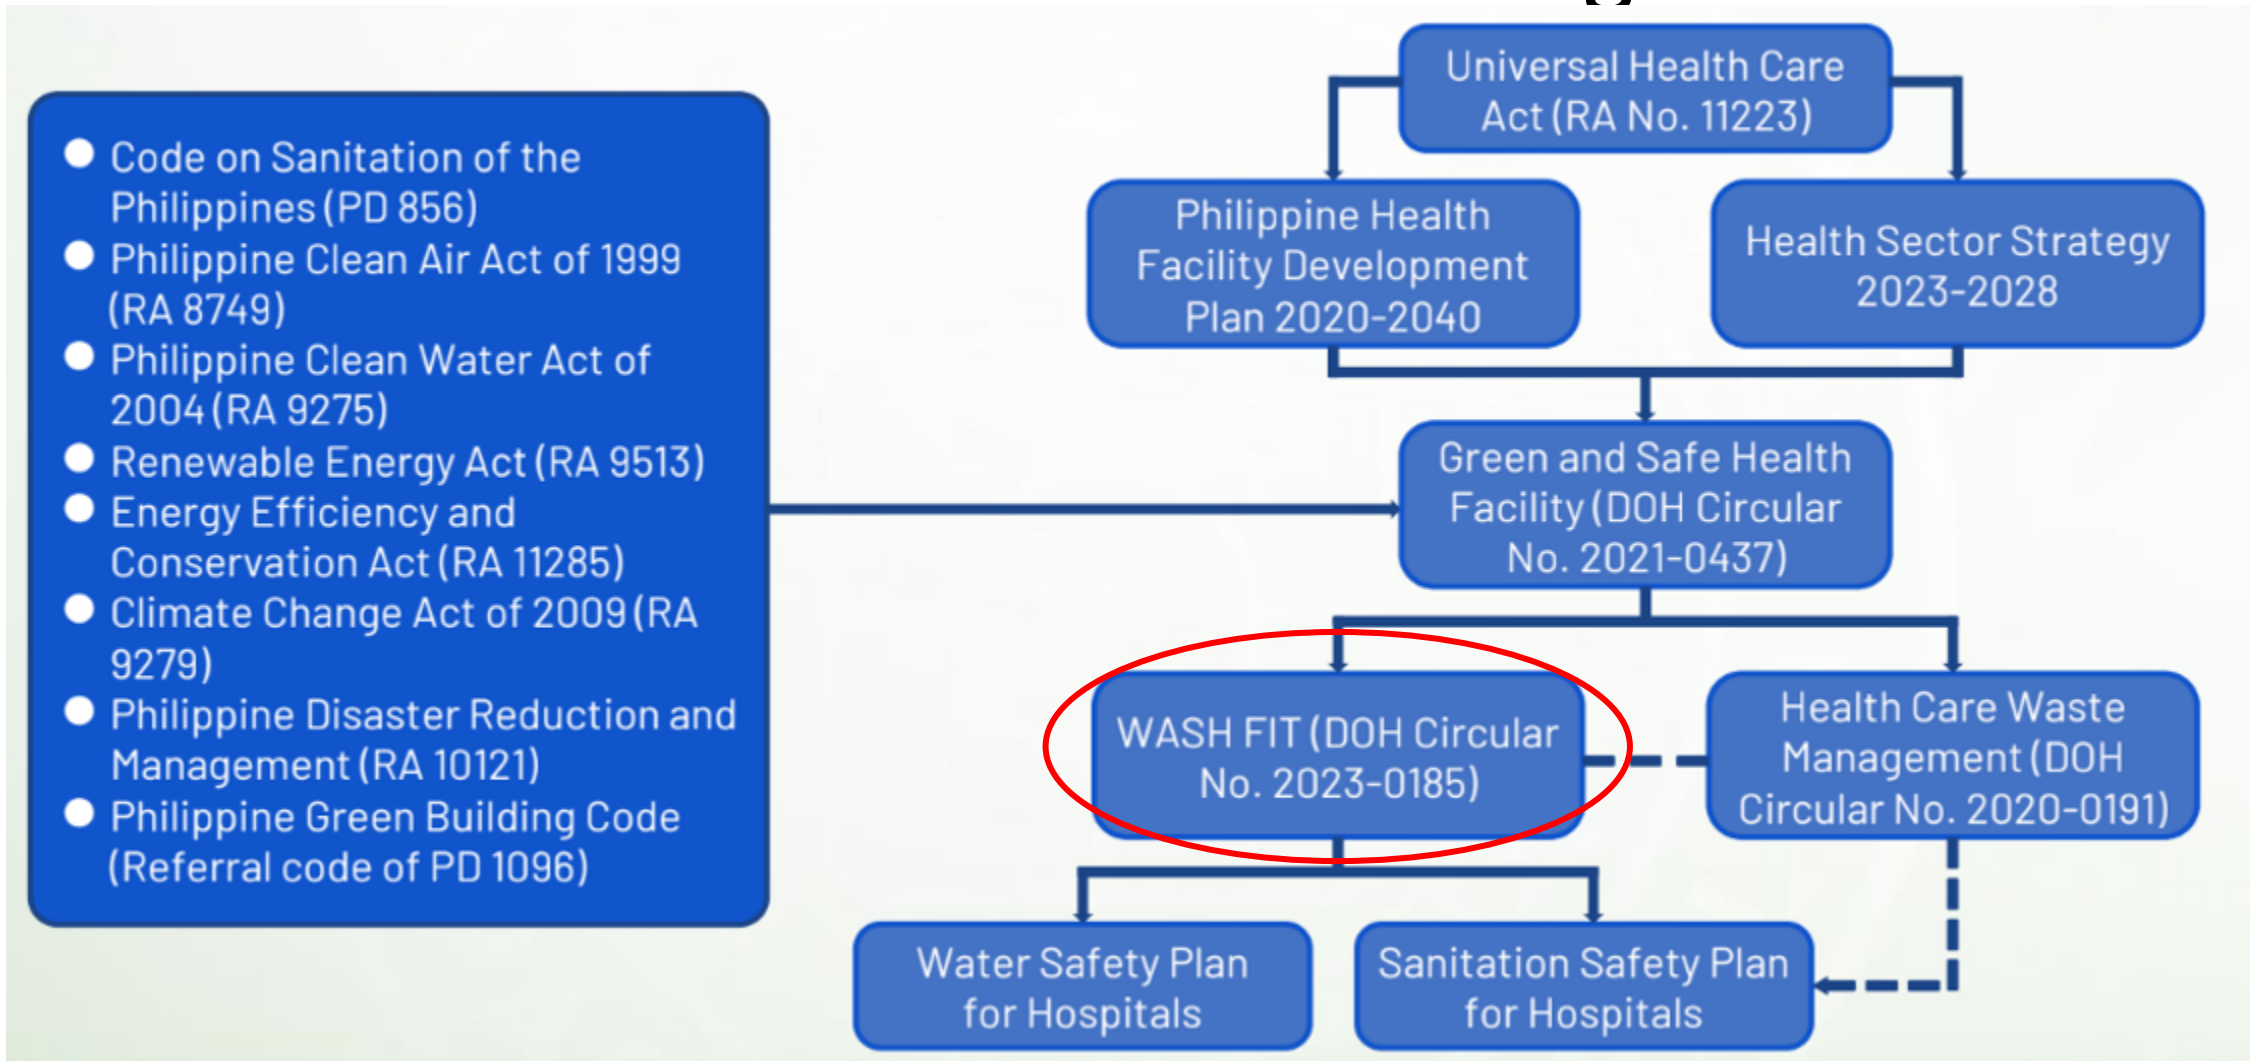 Universal Health Care
Act (RA No. 11223)
● Code on Sanitation of the
Philippines (PD 856)
● Philippine Clean Air Act of 1999
(RA 8749)
● Philippine Clean Water Act of
2004 (RA 9275)
● Renewable Energy Act (RA 9513)
● Energy Efficiency and
Conservation Act (RA 11285)
● Climate Change Act of 2009 (RA
9279)
● Philippine Disaster Reduction and
Management (RA 10121)
● Philippine Green Building Code
(Referral code of PD 1096)
Philippine Health
Facility Development
Plan 2020-2040
Health Sector Strategy
2023-2028
Green and Safe Health
Facility (DOH Circular
No. 2021-0437)
WASH FIT (DOH Circular
No. 2023-0185)
Health Care Waste
Management (DOH
Circular No. 2020-0191)
Water Safety Plan
for Hospitals
Sanitation Safety Plan
for Hospitals